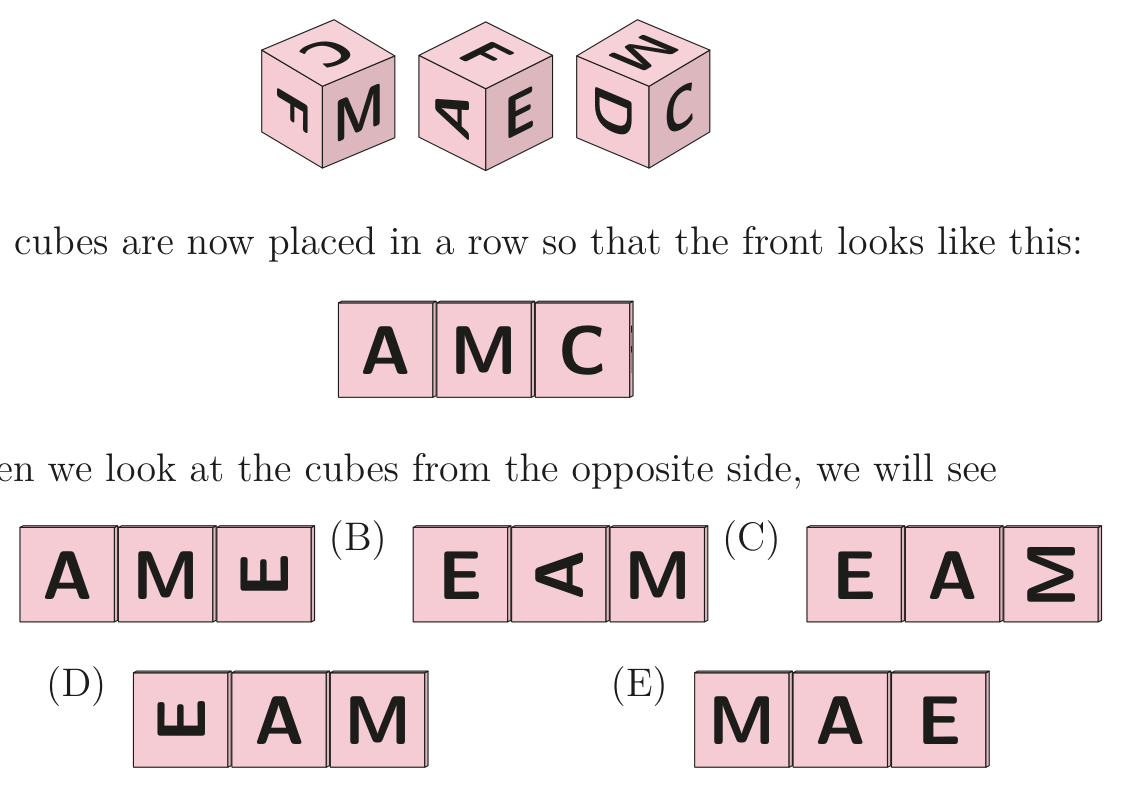 C F M F A E M D C
cubes are now placed in a row so that the front looks like this:
A M C
en we look at the cubes from the opposite side, we will see
A M E (B) E A M (C) E A M
(D) E A M (E) M A E